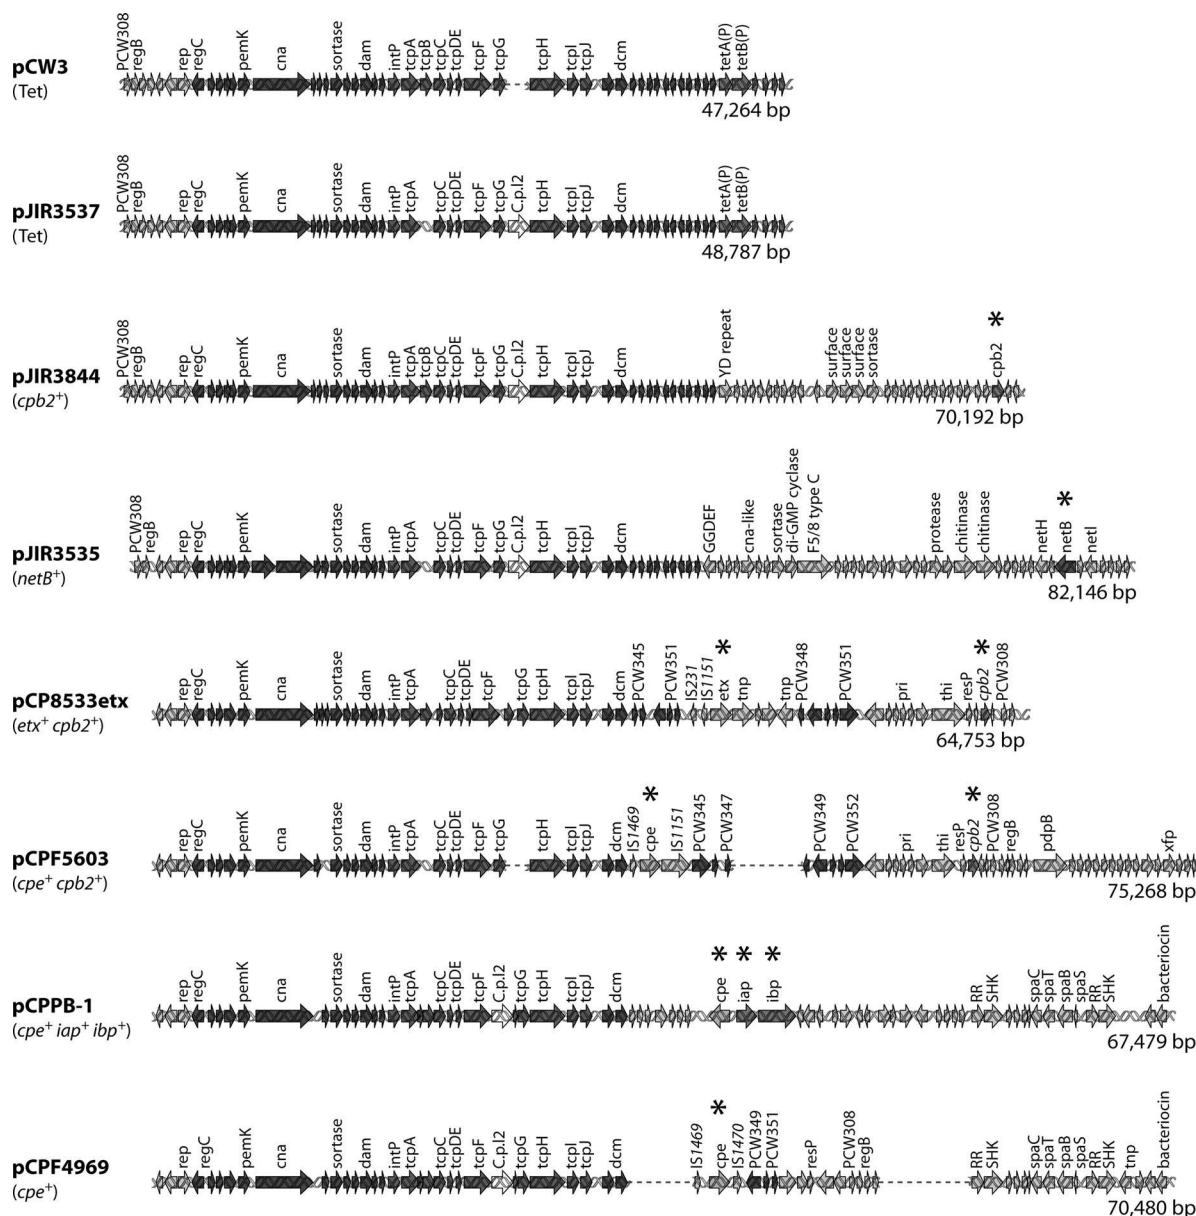 PCW308 regB rep regC pemK cna sortase dam intP tcpA tcpB tcpC tcpDE tcpF tcpG tcpH tcpI tcpJ dcm tetA(P) tetB(P)
pCW3
(Tet)
47,264 bp
PCW308 regB rep regC pemK cna sortase dam intP tcpA tcpC tcpDE tcpF tcpG C.p.I2 tcpH tcpI tcpJ dcm tetA(P) tetB(P)
pJIR3537
(Tet)
48,787 bp
*
PCW308 regB rep regC pemK cna sortase dam intP tcpA tcpB tcpC tcpDE tcpF tcpG C.p.I2 tcpH tcpI tcpJ dcm YD repeat surface surface surface sortase cpb2
pJIR3844
(cpb2+)
70,192 bp
*
PCW308 regB rep regC pemK sortase dam intP tcpA tcpC tcpDE tcpF tcpG C.p.I2 tcpH tcpI tcpJ dcm GGDEF cna-like sortase di-GMP cyclase F5/8 type C protease chitinase chitinase netH netB netI
pJIR3535
(netB+)
82,146 bp
* *
rep regC pemK cna sortase dam intP tcpA tcpC tcpDE tcpF tcpG tcpH tcpI tcpJ dcm PCW345 PCW351 IS231 IS1151 etx tnp tnp PCW348 PCW351 pri thi resP cpb2 PCW308
pCP8533etx
(etx+ cpb2+)
64,753 bp
* *
rep regC pemK cna sortase dam intP tcpA tcpC tcpDE tcpF tcpG tcpH tcpI tcpJ dcm IS1469 cpe IS1151 PCW345 PCW347 PCW349 PCW352 pri thi resP cpb2 PCW308 regB pdpB xfp
pCPF5603
(cpe+ cpb2+)
75,268 bp
* * *
rep regC pemK cna sortase dam intP tcpA tcpC tcpDE tcpF C.p.I2 tcpG tcpH tcpI tcpJ dcm cpe iap ibp RR SHK spaC spaT spaB spaS RR SHK bacteriocin
pCPPB-1
(cpe+ iap+ ibp+)
67,479 bp
*
rep regC pemK cna sortase dam intP tcpA tcpC tcpDE tcpF C.p.I2 tcpG tcpH tcpI tcpJ dcm IS1469 cpe IS1470 PCW349 PCW351 resP PCW308 regB RR SHK spaC spaT spaB spaS RR SHK tnp bacteriocin
pCPF4969
(cpe+)
70,480 bp